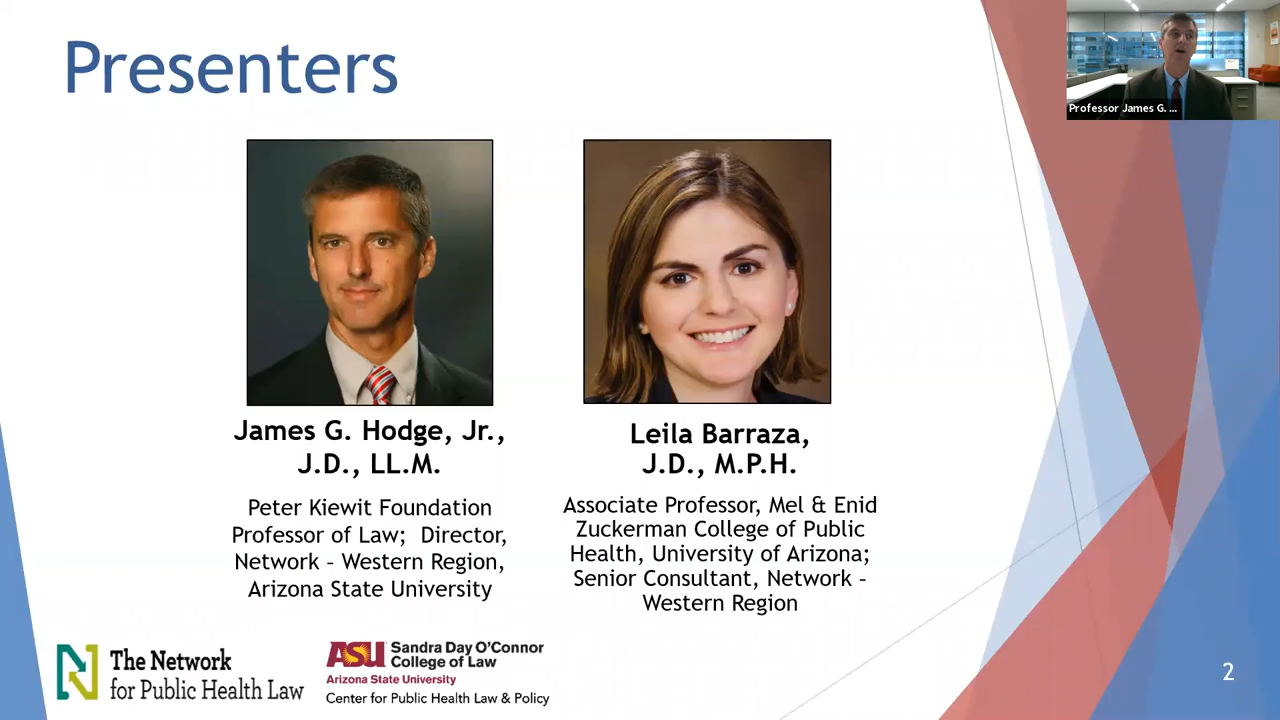 Presenters
Professor James G. ...
James G. Hodge, Jr.,
J.D., LL.M.
Peter Kiewit Foundation
Professor of Law;  Director,
Network – Western Region,
Arizona State University
Leila Barraza,
J.D., M.P.H.
Associate Professor, Mel & Enid
Zuckerman College of Public
Health, University of Arizona;
Senior Consultant, Network –
Western Region
The Network
for Public Health Law
ASU
Sandra Day O'Connor
College of Law
Arizona State University
Center for Public Health Law & Policy
2